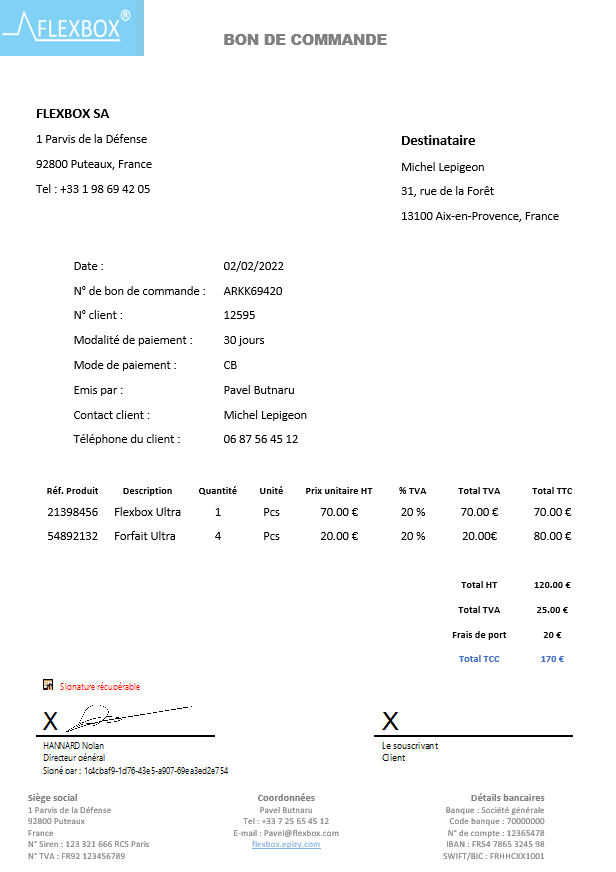 FLEXBOX®
BON DE COMMANDE
FLEXBOX SA
1 Parvis de la Défense
92800 Puteaux, France
Tel : +33 1 98 69 42 05
Destinataire
Michel Lepigeon
31, rue de la Forêt
13100 Aix-en-Provence, France
Date : 02/02/2022
N° de bon de commande : ARKK69420
N° client : 12595
Modalité de paiement : 30 jours
Mode de paiement : CB
Emis par : Pavel Butnaru
Contact client : Michel Lepigeon
Téléphone du client : 06 87 56 45 12
Réf. Produit Description Quantité Unité Prix unitaire HT % TVA Total TVA Total TTC
21398456 Flexbox Ultra 1 Pcs 70.00 € 20 % 70.00 € 70.00 €
54892132 Forfait Ultra 4 Pcs 20.00 € 20 % 20.00€ 80.00 €
Total HT 120.00 €
Total TVA 25.00 €
Frais de port 20 €
Total TCC 170 €
Signature récupérable
X
HANNARD Nolan
Directeur général
Signé par : 1c4cbaf9-1d76-43e5-a907-69ea3ed2e754
X
Le souscrivant
Client
Siège social
1 Parvis de la Défense
92800 Puteaux
France
N° Siren : 123 321 666 RCS Paris
N° TVA : FR92 123456789
Coordonnées
Pavel Butnaru
Tel : +33 7 25 65 45 12
E-mail : Pavel@flexbox.com
flexbox.epizy.com
Détails bancaires
Banque : Société générale
Code banque : 70000000
N° de compte : 12365478
IBAN : FR54 7865 3245 98
SWIFT/BIC : FRHHCXX1001